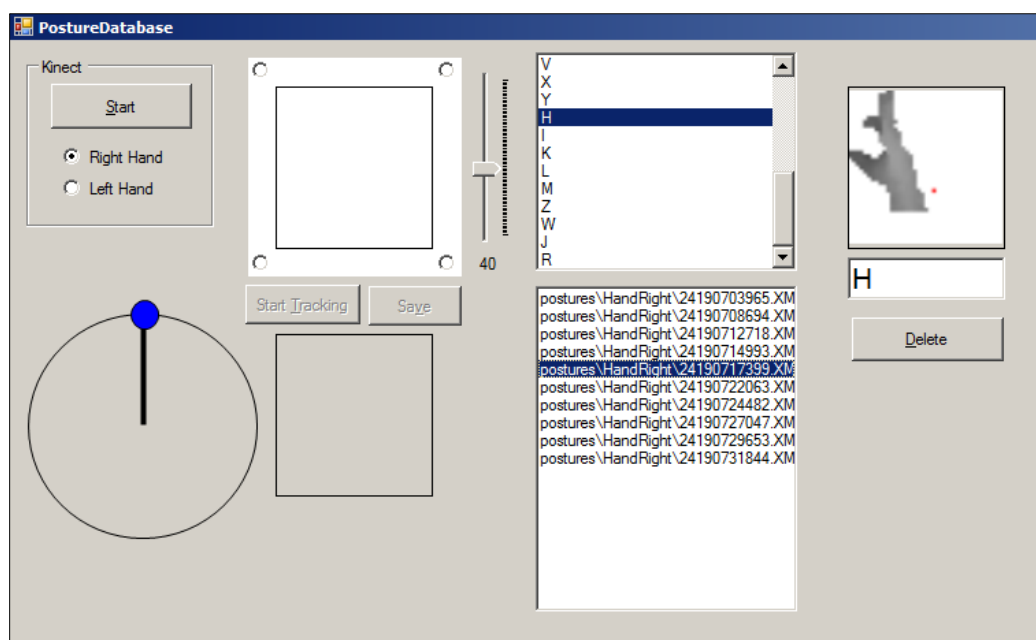 PostureDatabase
Kinect
Start
Right Hand
Left Hand
40
Start Tracking
Save
V
X
Y
H
I
K
L
M
Z
W
J
R
postures\HandRight\24190703965.XM
postures\HandRight\24190708694.XM
postures\HandRight\24190712718.XM
postures\HandRight\24190714993.XM
postures\HandRight\24190717399.XM
postures\HandRight\24190722063.XM
postures\HandRight\24190724482.XM
postures\HandRight\24190727047.XM
postures\HandRight\24190729653.XM
postures\HandRight\24190731844.XM
H
Delete